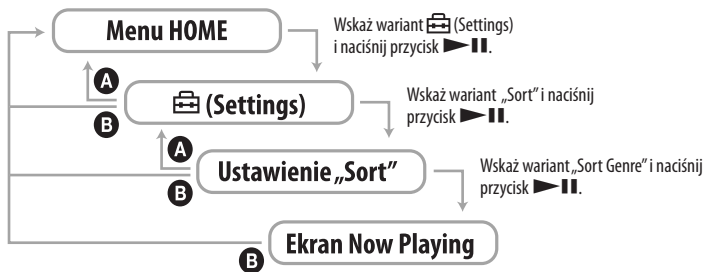 Menu HOME
Wskaż wariant (Settings)
i naciśnij przycisk ►II.
A
B
(Settings)
Wskaż wariant „Sort” i naciśnij
przycisk ►II.
A
B
Ustawienie „Sort”
Wskaż wariant „Sort Genre” i naciśnij
przycisk ►II.
B
Ekran Now Playing